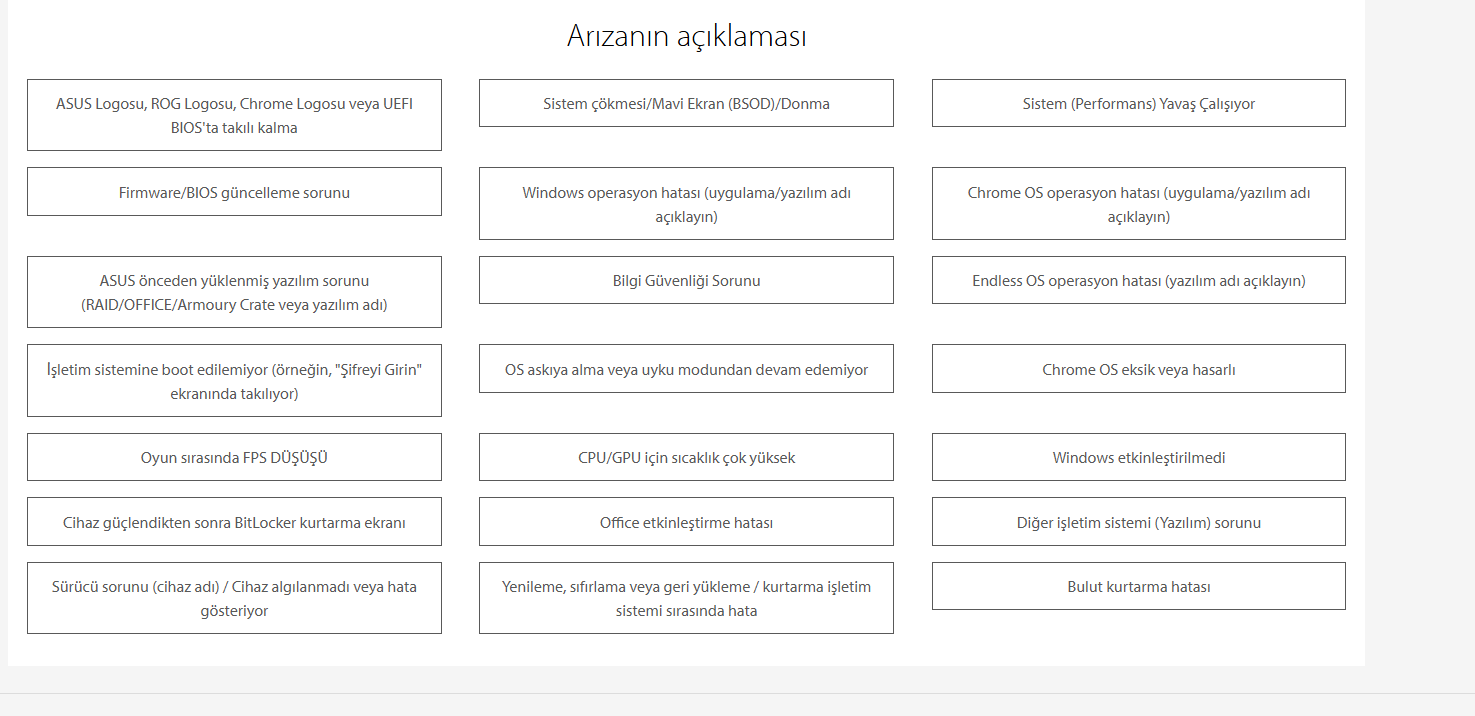 Arızanın açıklaması
ASUS Logosu, ROG Logosu, Chrome Logosu veya UEFI
BIOS'ta takılı kalma
Sistem çökmesi/Mavi Ekran (BSOD)/Donma
Sistem (Performans) Yavaş Çalışıyor
Firmware/BIOS güncelleme sorunu
Windows operasyon hatası (uygulama/yazılım adı
açıklayın)
Chrome OS operasyon hatası (uygulama/yazılım adı
açıklayın)
ASUS önceden yüklenmiş yazılım sorunu
(RAID/OFFICE/Armoury Crate veya yazılım adı)
Bilgi Güvenliği Sorunu
Endless OS operasyon hatası (yazılım adı açıklayın)
İşletim sistemine boot edilemiyor (örneğin, "Şifreyi Girin"
ekranında takılıyor)
OS askıya alma veya uyku modundan devam edemiyor
Chrome OS eksik veya hasarlı
Oyun sırasında FPS DÜŞÜŞÜ
CPU/GPU için sıcaklık çok yüksek
Windows etkinleştirilmedi
Cihaz güçlendikten sonra BitLocker kurtarma ekranı
Office etkinleştirme hatası
Diğer işletim sistemi (Yazılım) sorunu
Sürücü sorunu (cihaz adı) / Cihaz algılanmadı veya hata
gösteriyor
Yenileme, sıfırlama veya geri yükleme / kurtarma işletim
sistemi sırasında hata
Bulut kurtarma hatası